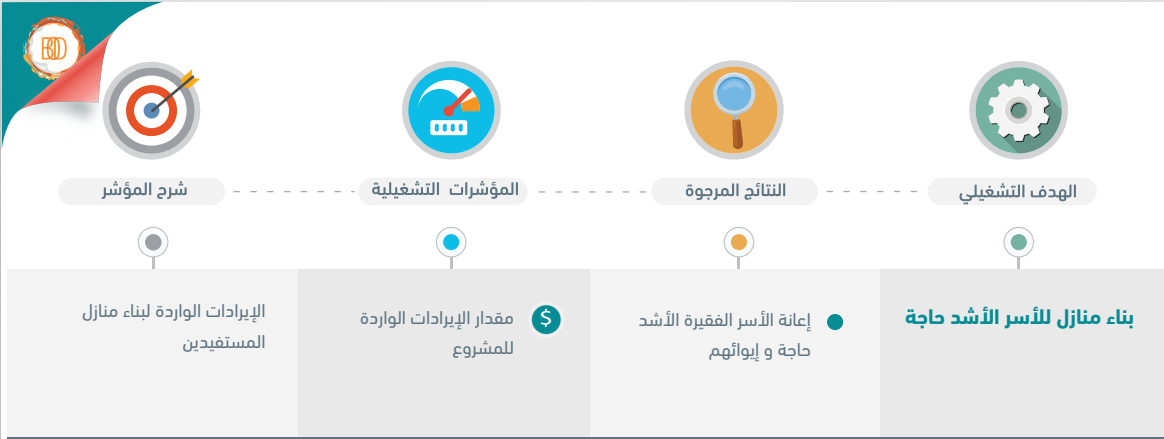 BDD
الهدف التشغيلي
النتائج المرجوة
المؤشرات التشغيلية
شرح المؤشر
بناء منازل للأسر الأشد حاجة
إعانة الأسر الفقيرة الأشد
حاجة و إيوائهم
$
مقدار الإيرادات الواردة
للمشروع
الإيرادات الواردة لبناء منازل
المستفيدين